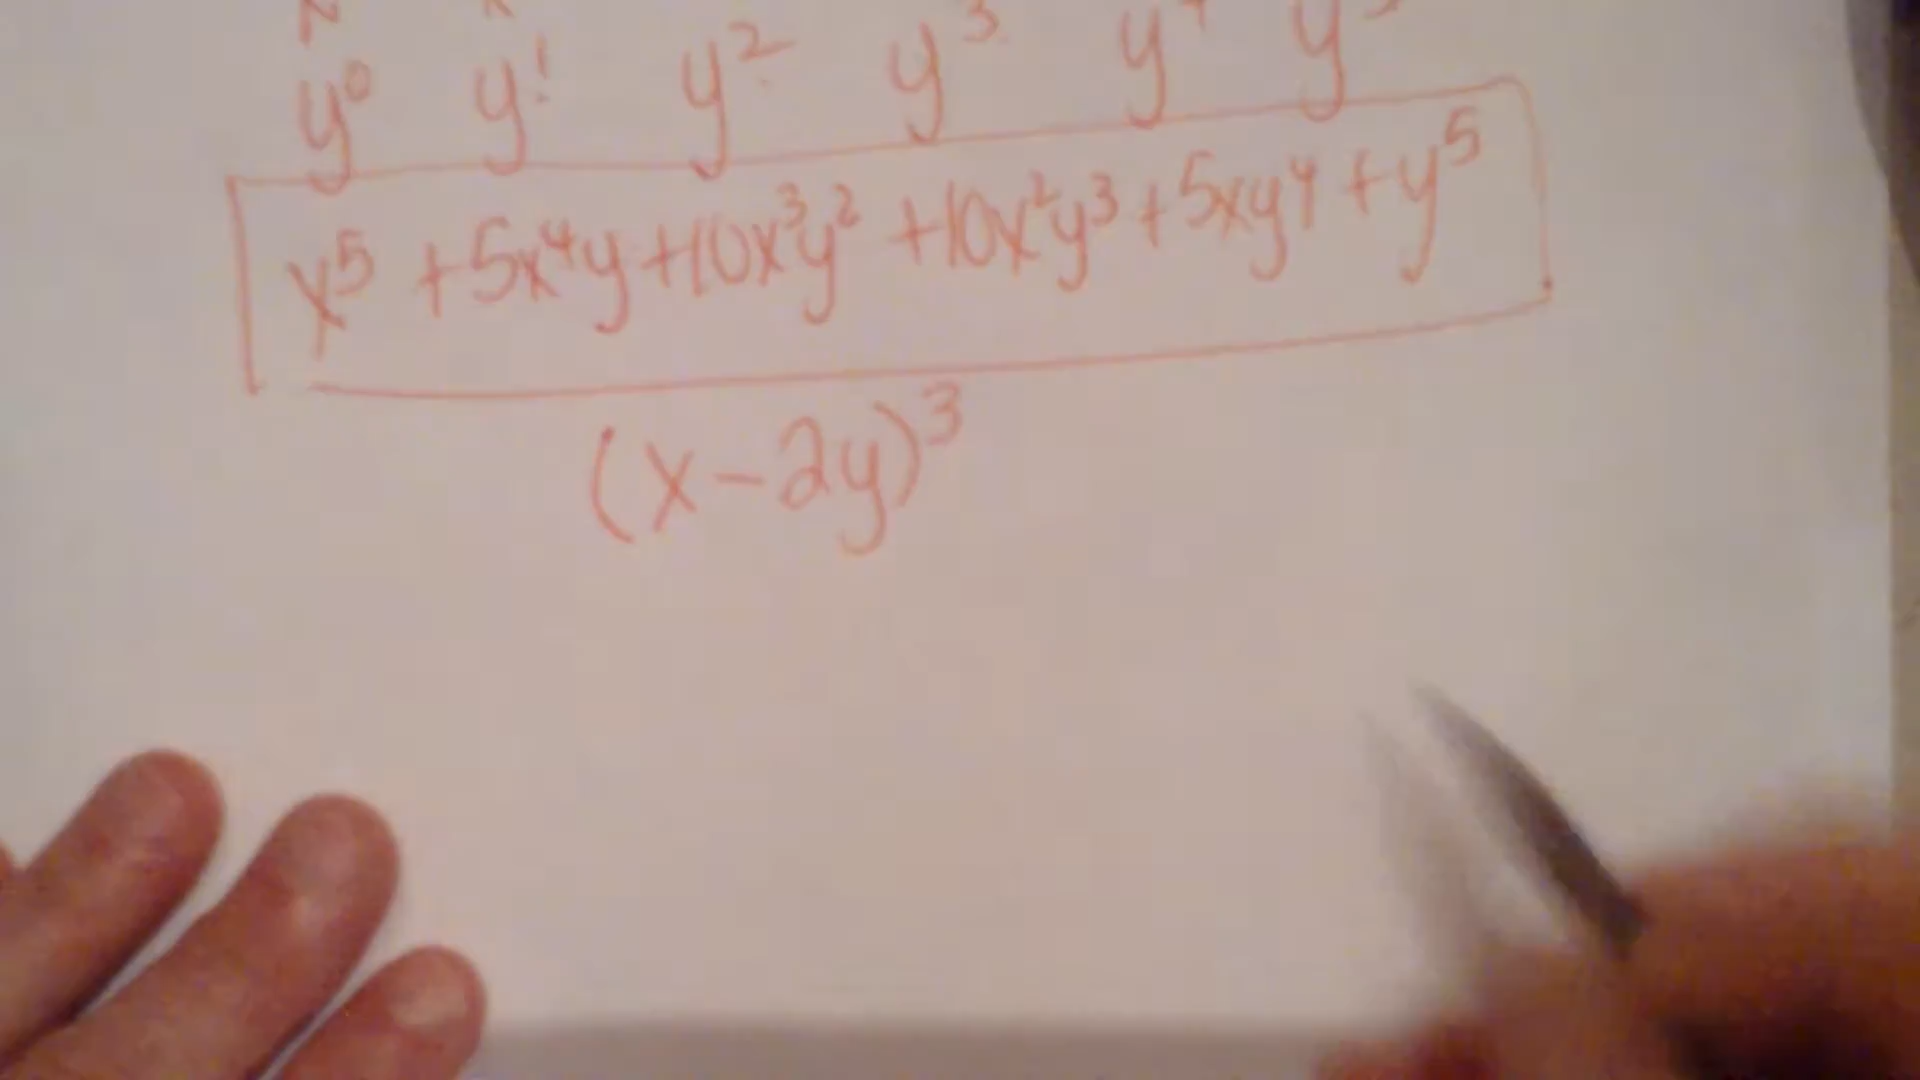 y⁰ y¹ y² y³ y⁴ y⁵
x⁵ + 5x⁴y + 10x³y² + 10x²y³ + 5xy⁴ + y⁵
(x - 2y)³